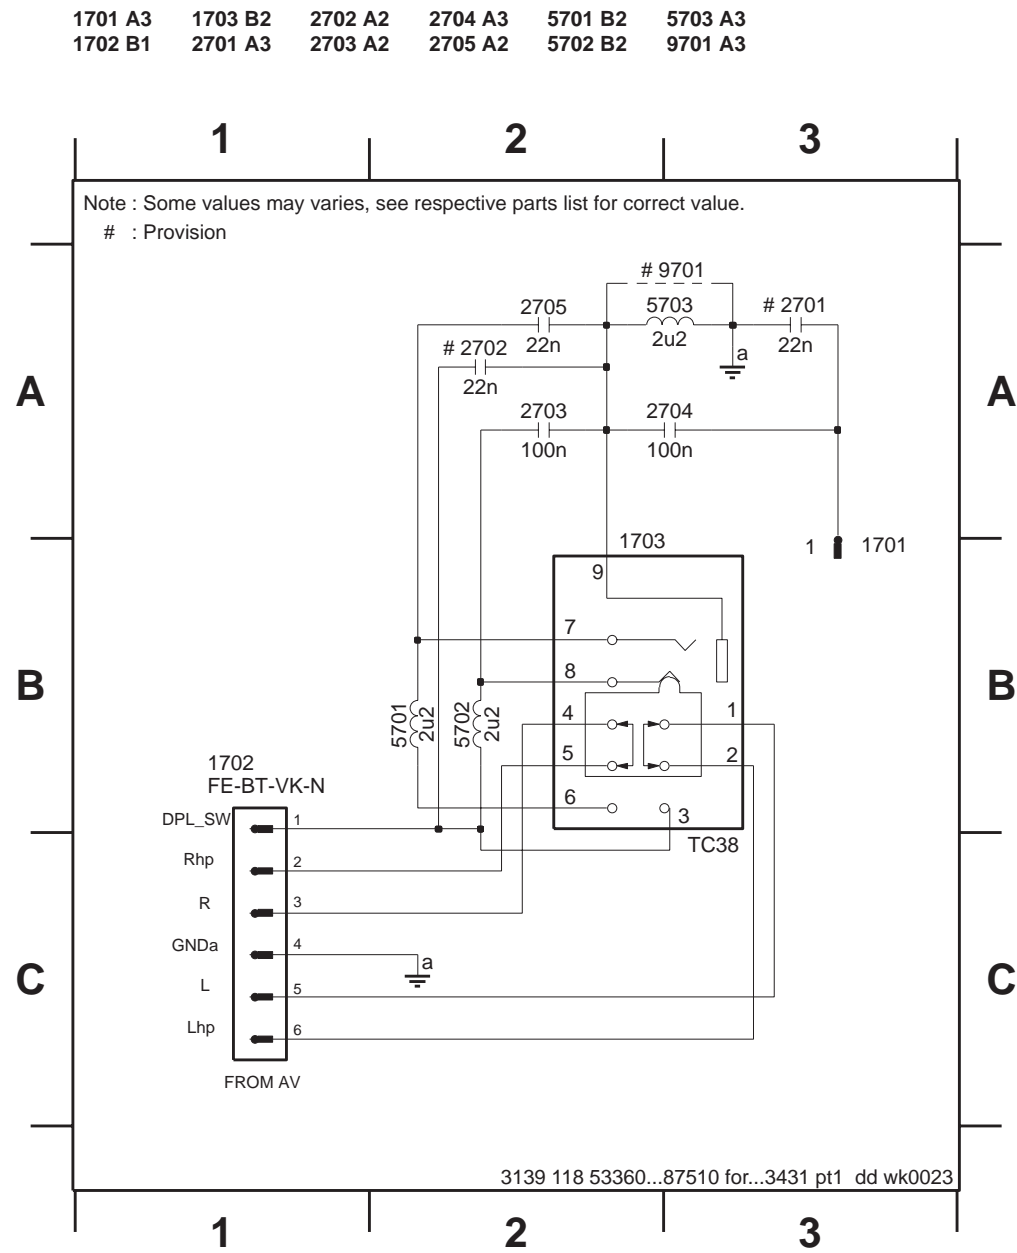 1701 A3 1703 B2 2702 A2 2704 A3 5701 B2 5703 A3
1702 B1 2701 A3 2703 A2 2705 A2 5702 B2 9701 A3
1 2 3
Note : Some values may varies, see respective parts list for correct value.
# : Provision
# 9701
2705 5703 # 2701
22n 2u2 22n
a
# 2702
22n
A A
2703 2704
100n 100n
1703
1 1701
9
7
8
B B
5701 2u2 5702 2u2
4 1
5 2
1702
FE-BT-VK-N
6 3
DPL_SW 1
TC38
Rhp 2
R 3
GNDa 4
a
C C
L 5
Lhp 6
FROM AV
3139 118 53360...87510 for...3431 pt1 dd wk0023
1 2 3